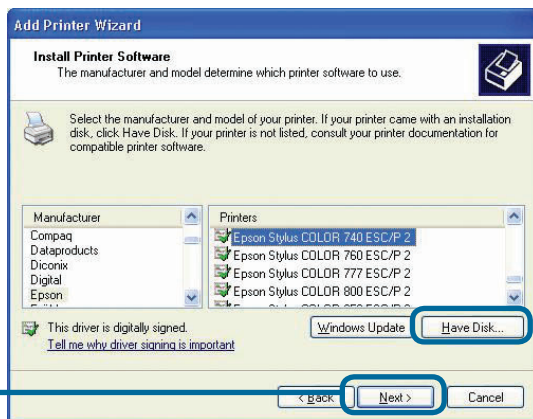 Add Printer Wizard
Install Printer Software
The manufacturer and model determine which printer software to use.
Select the manufacturer and model of your printer. If your printer came with an installation
disk, click Have Disk. If your printer is not listed, consult your printer documentation for
compatible printer software.
Manufacturer
Compaq
Dataproducts
Diconix
Digital
Epson
Printers
Epson Stylus COLOR 740 ESC/P 2
Epson Stylus COLOR 760 ESC/P 2
Epson Stylus COLOR 777 ESC/P 2
Epson Stylus COLOR 800 ESC/P 2
This driver is digitally signed.
Tell me why driver signing is important
Windows Update
Have Disk...
< Back
Next >
Cancel